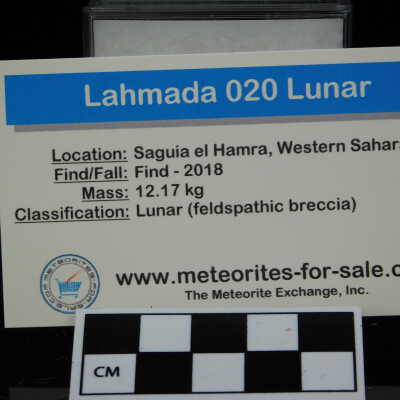 Lahmada 020 Lunar
Location: Saguia el Hamra, Western Sahar
Find/Fall: Find - 2018
Mass: 12.17 kg
Classification: Lunar (feldspathic breccia)
www.meteorites-for-sale.c
The Meteorite Exchange, Inc.
CM